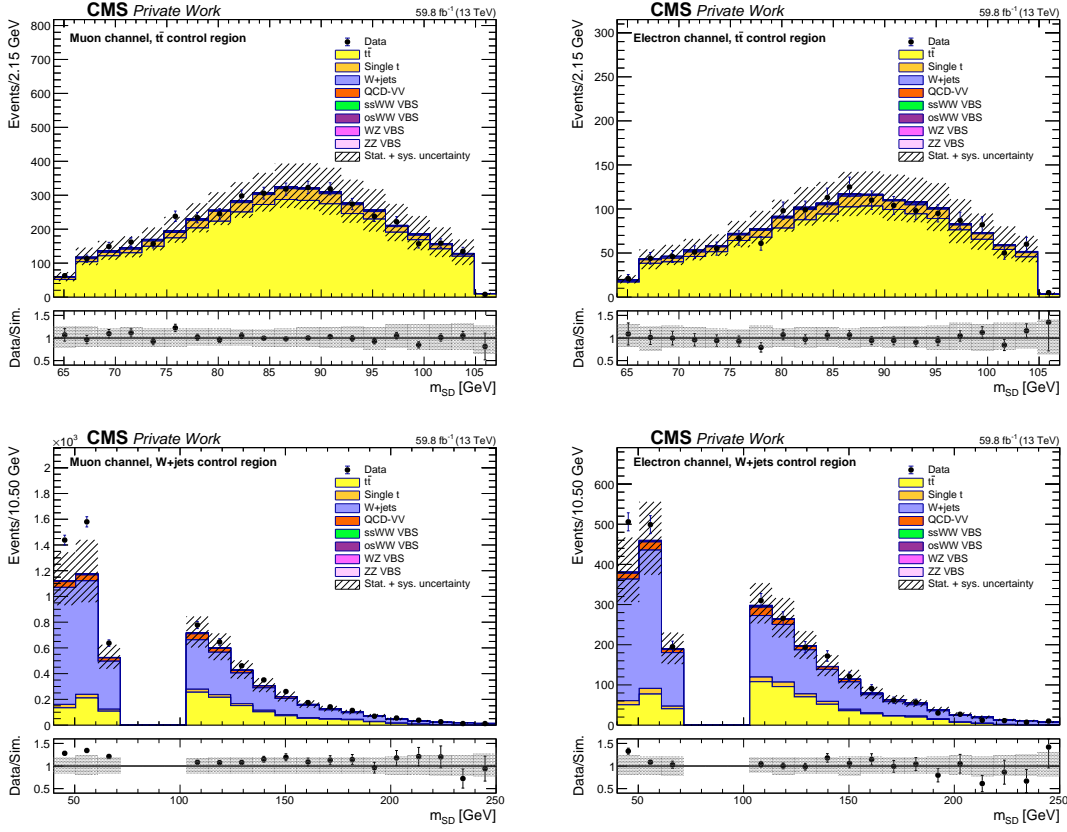 CMS Private Work
59.8 fb⁻¹ (13 TeV)
Events/2.15 GeV
Muon channel, tt̄ control region
Data
tt̄
Single t
W+jets
QCD-VV
ssWW VBS
osWW VBS
WZ VBS
ZZ VBS
Stat. + sys. uncertainty
800
700
600
500
400
300
200
100
0
Data/Sim.
1.5
1
0.5
65 70 75 80 85 90 95 100 105
m_SD [GeV]
CMS Private Work
59.8 fb⁻¹ (13 TeV)
Events/2.15 GeV
Electron channel, tt̄ control region
Data
tt̄
Single t
W+jets
QCD-VV
ssWW VBS
osWW VBS
WZ VBS
ZZ VBS
Stat. + sys. uncertainty
300
250
200
150
100
50
0
Data/Sim.
1.5
1
0.5
65 70 75 80 85 90 95 100 105
m_SD [GeV]
×10³
CMS Private Work
59.8 fb⁻¹ (13 TeV)
Events/10.50 GeV
Muon channel, W+jets control region
Data
tt̄
Single t
W+jets
QCD-VV
ssWW VBS
osWW VBS
WZ VBS
ZZ VBS
Stat. + sys. uncertainty
2
1.8
1.6
1.4
1.2
1
0.8
0.6
0.4
0.2
0
Data/Sim.
1.5
1
0.5
50 100 150 200 250
m_SD [GeV]
CMS Private Work
59.8 fb⁻¹ (13 TeV)
Events/10.50 GeV
Electron channel, W+jets control region
Data
tt̄
Single t
W+jets
QCD-VV
ssWW VBS
osWW VBS
WZ VBS
ZZ VBS
Stat. + sys. uncertainty
600
500
400
300
200
100
0
Data/Sim.
1.5
1
0.5
50 100 150 200 250
m_SD [GeV]